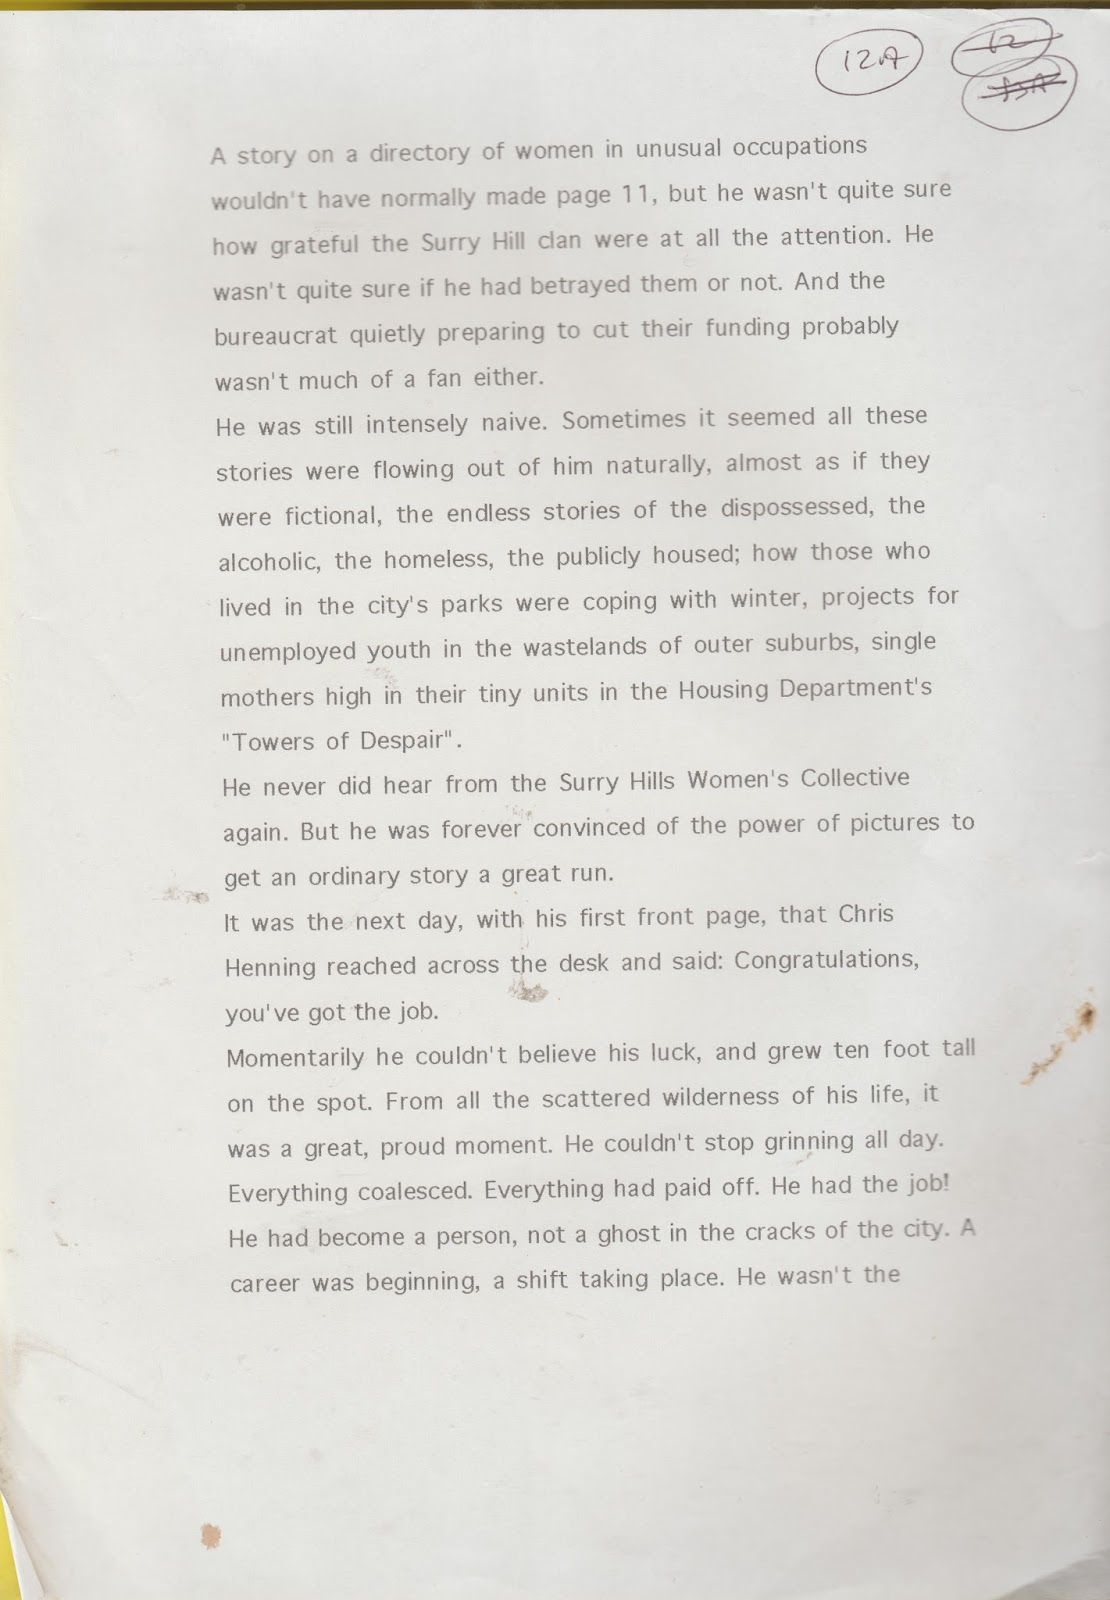 12A
12
A story on a directory of women in unusual occupations
wouldn't have normally made page 11, but he wasn't quite sure
how grateful the Surry Hill clan were at all the attention. He
wasn't quite sure if he had betrayed them or not. And the
bureaucrat quietly preparing to cut their funding probably
wasn't much of a fan either.
He was still intensely naive. Sometimes it seemed all these
stories were flowing out of him naturally, almost as if they
were fictional, the endless stories of the dispossessed, the
alcoholic, the homeless, the publicly housed; how those who
lived in the city's parks were coping with winter, projects for
unemployed youth in the wastelands of outer suburbs, single
mothers high in their tiny units in the Housing Department's
"Towers of Despair".
He never did hear from the Surry Hills Women's Collective
again. But he was forever convinced of the power of pictures to
get an ordinary story a great run.
It was the next day, with his first front page, that Chris
Henning reached across the desk and said: Congratulations,
you've got the job.
Momentarily he couldn't believe his luck, and grew ten foot tall
on the spot. From all the scattered wilderness of his life, it
was a great, proud moment. He couldn't stop grinning all day.
Everything coalesced. Everything had paid off. He had the job!
He had become a person, not a ghost in the cracks of the city. A
career was beginning, a shift taking place. He wasn't the